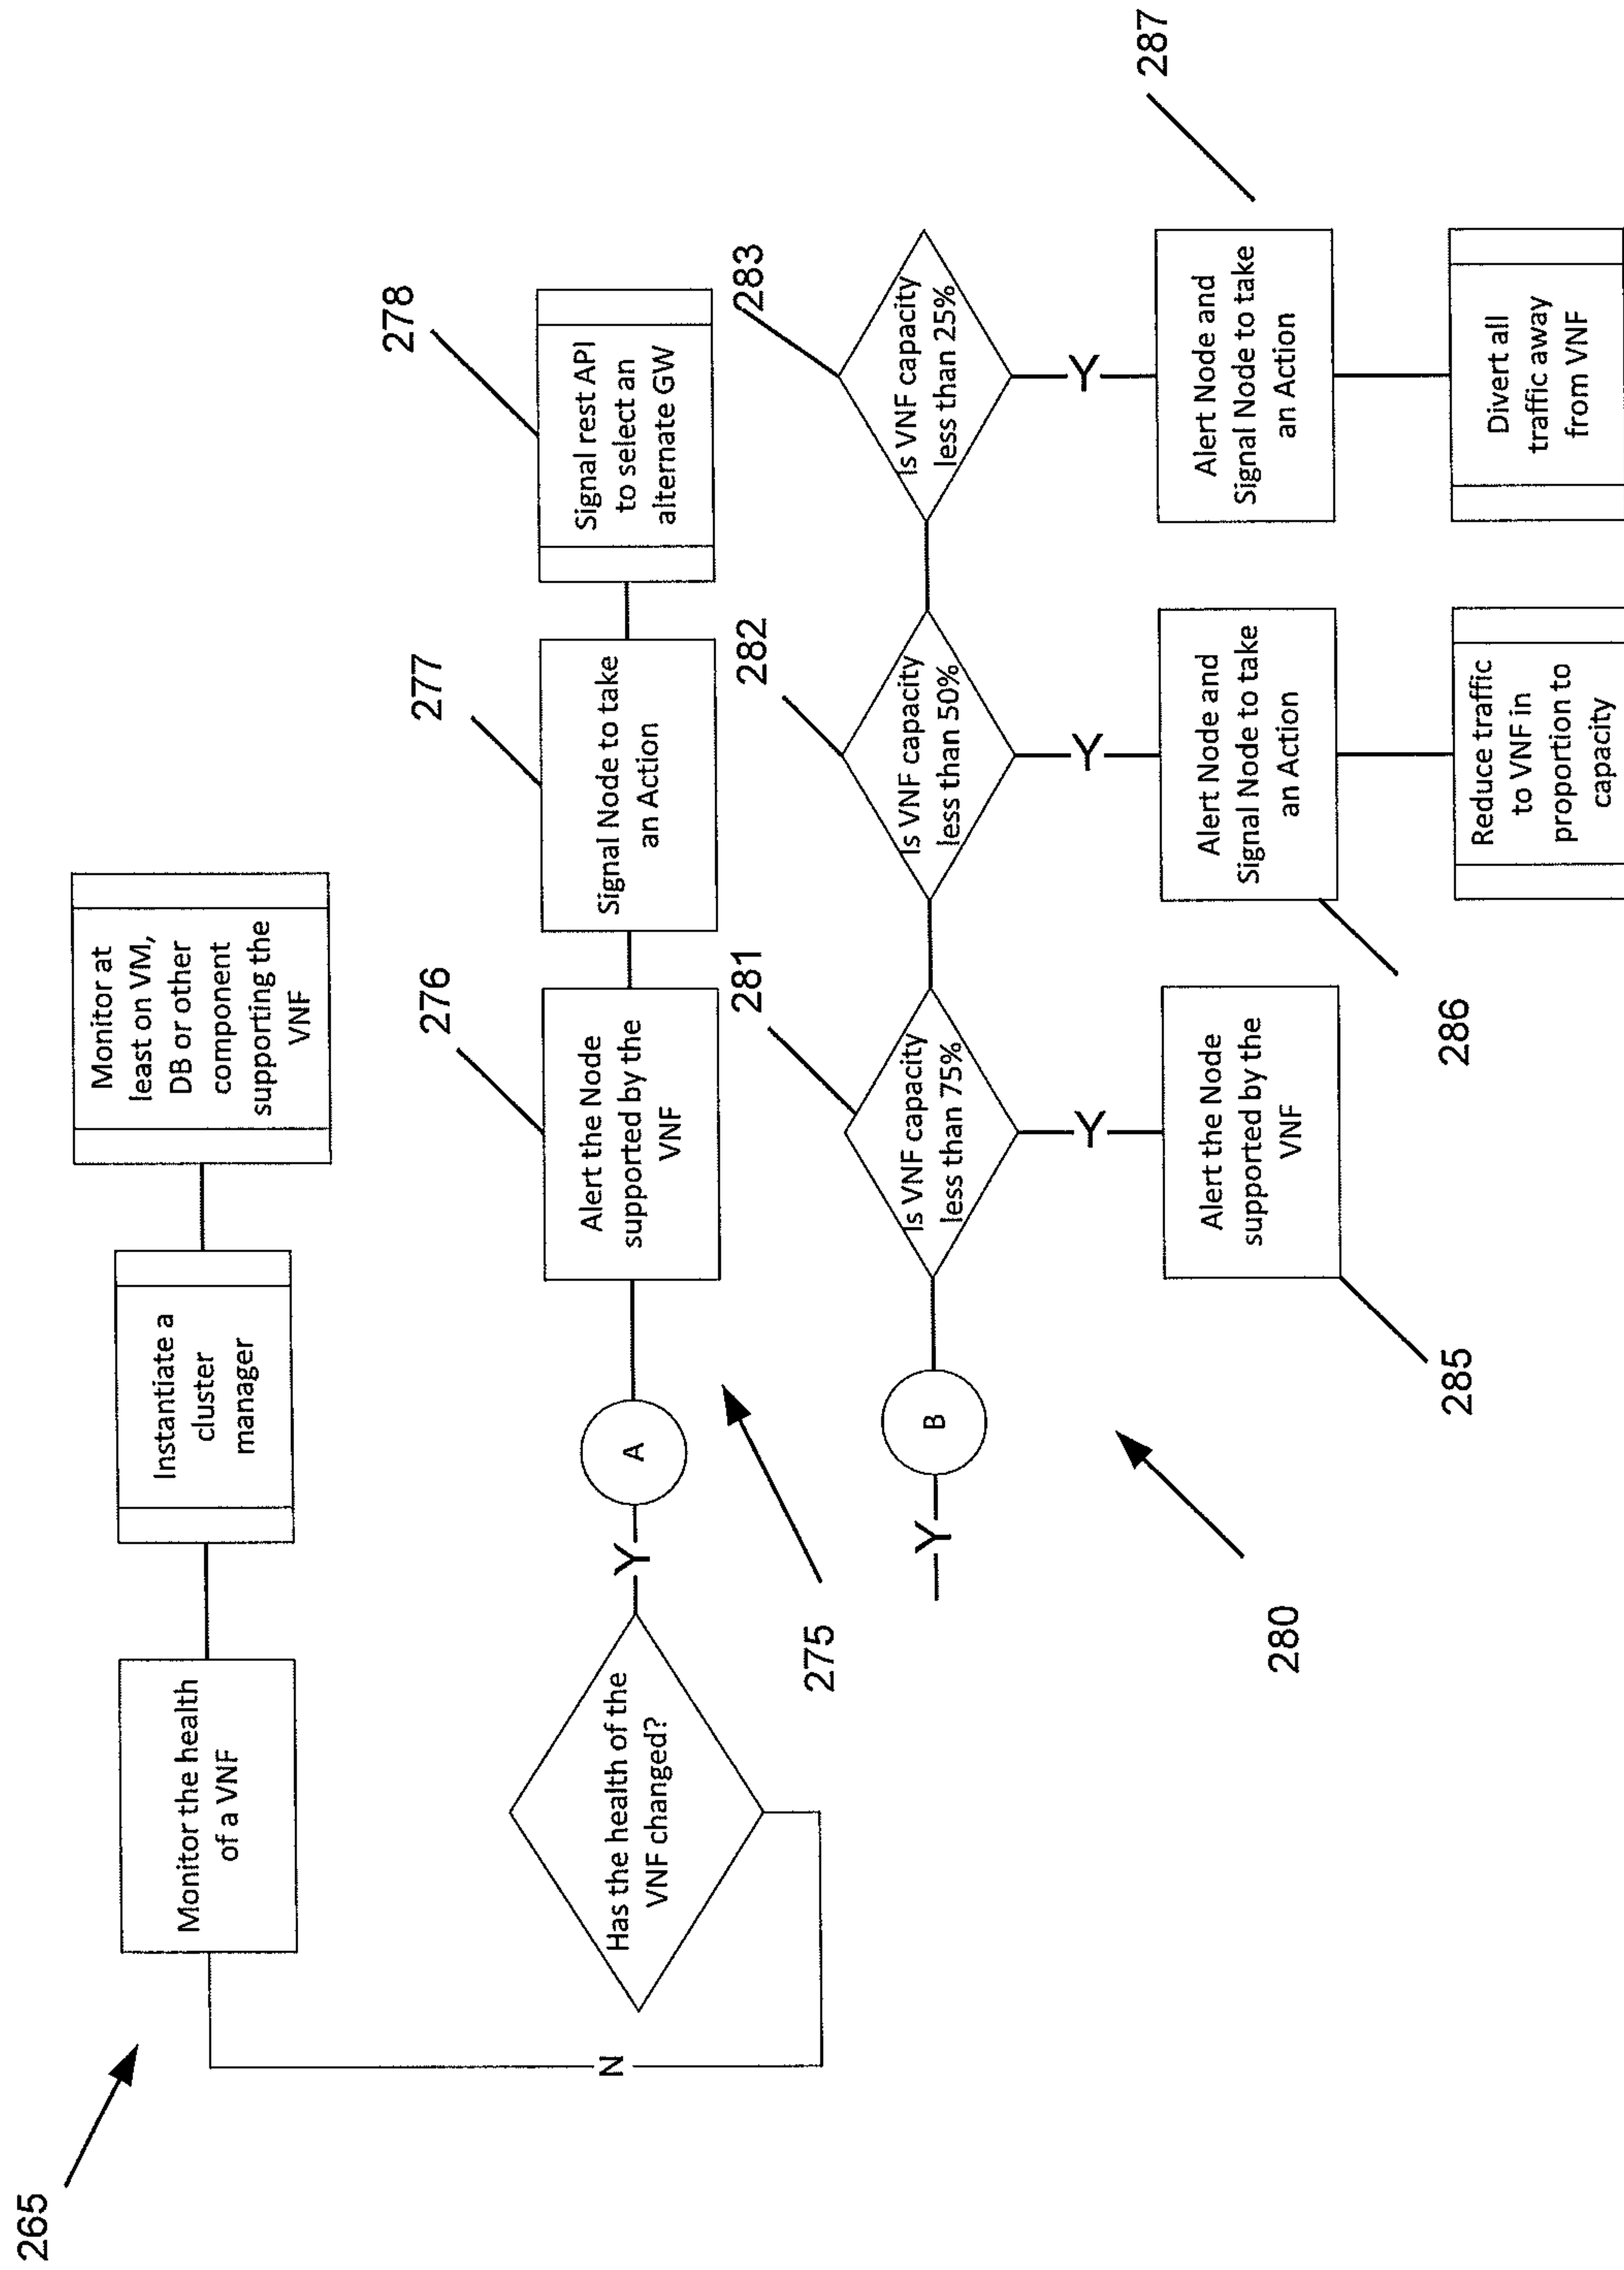 265
Monitor the health
of a VNF
Instantiate a
cluster
manager
Monitor at
least on VM,
DB or other
component
supporting the
VNF
N
Has the health of the
VNF changed?
Y
A
275
276
Alert the Node
supported by the
VNF
277
Signal Node to take
an Action
278
Signal rest API
to select an
alternate GW
280
Y
B
281
Is VNF capacity
less than 75%
282
Is VNF capacity
less than 50%
283
Is VNF capacity
less than 25%
Y
Y
Y
285
Alert the Node
supported by the
VNF
286
Alert Node and
Signal Node to take
an Action
287
Alert Node and
Signal Node to take
an Action
Reduce traffic
to VNF in
proportion to
capacity
Divert all
traffic away
from VNF